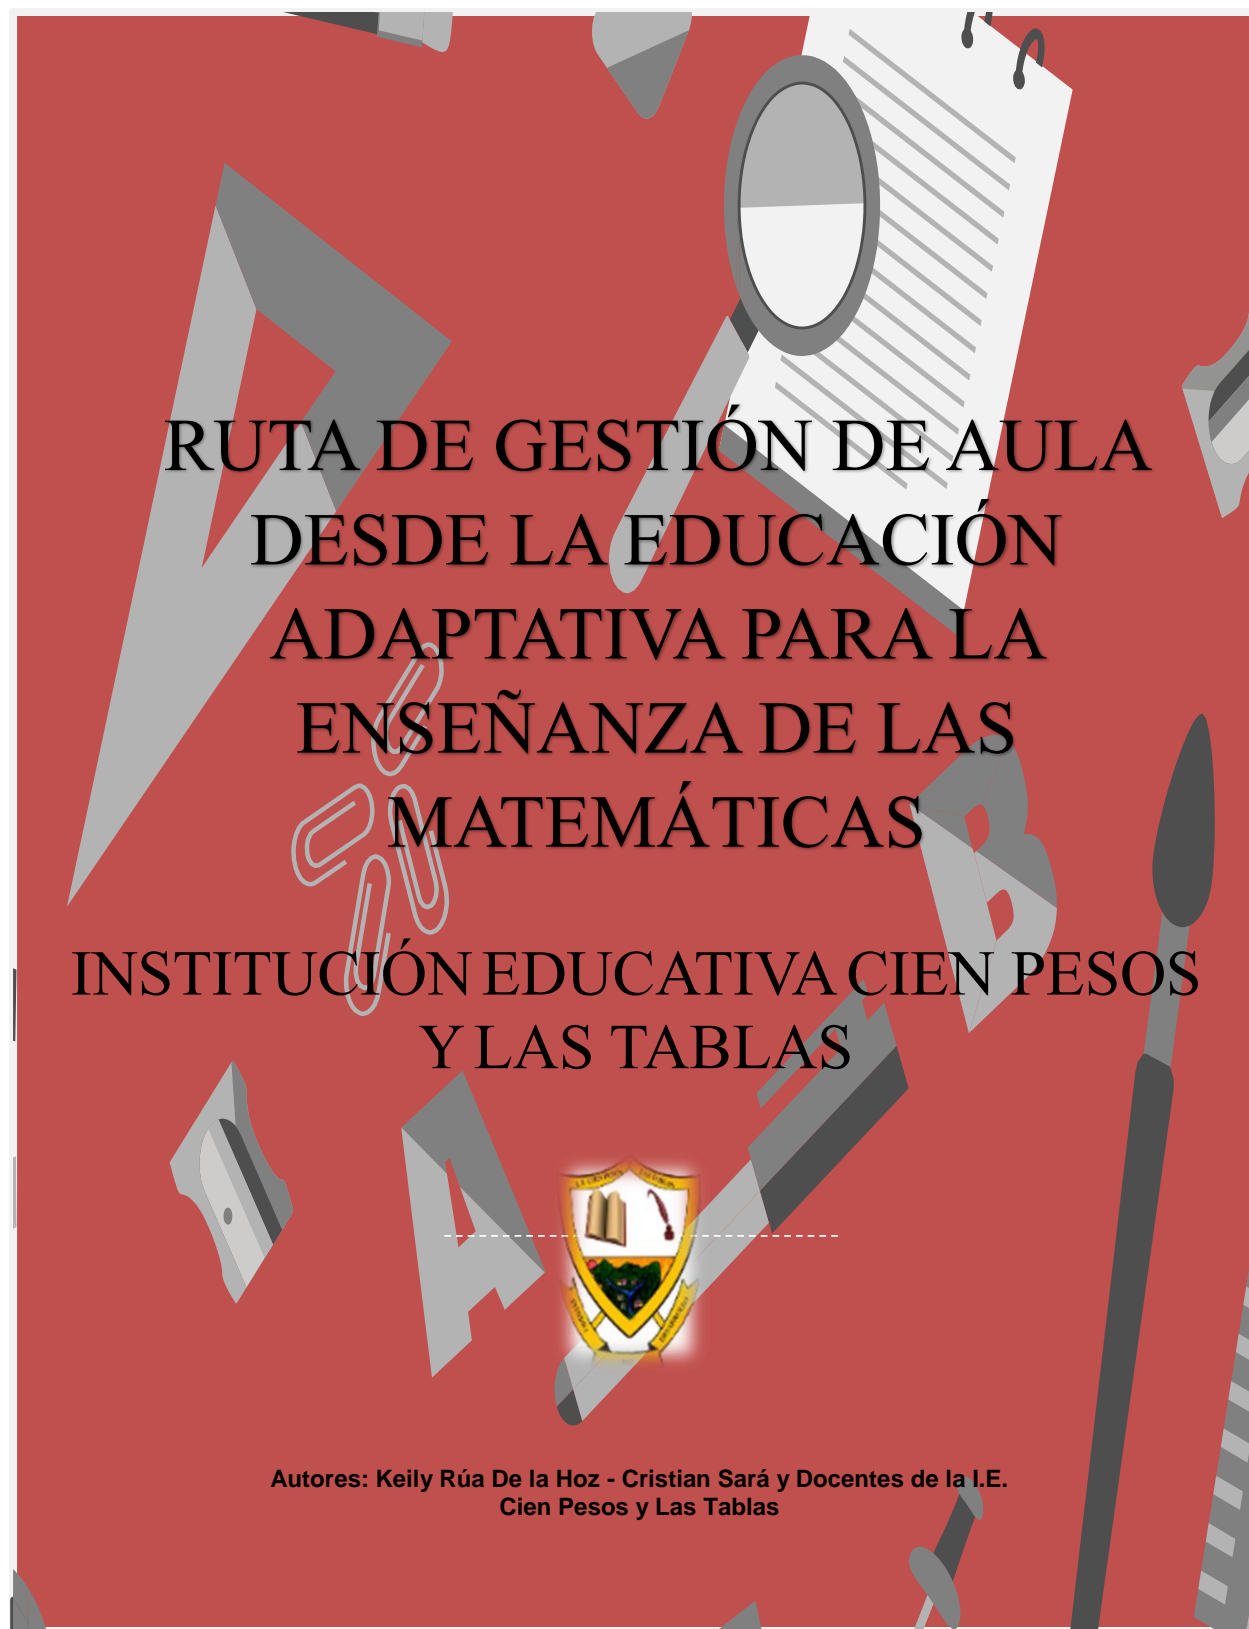 RUTA DE GESTIÓN DE AULA
DESDE LA EDUCACIÓN
ADAPTATIVA PARA LA
ENSEÑANZA DE LAS
MATEMÁTICAS
INSTITUCIÓN EDUCATIVA CIEN PESOS
Y LAS TABLAS
Autores: Keily Rúa De la Hoz - Cristian Sará y Docentes de la I.E.
Cien Pesos y Las Tablas